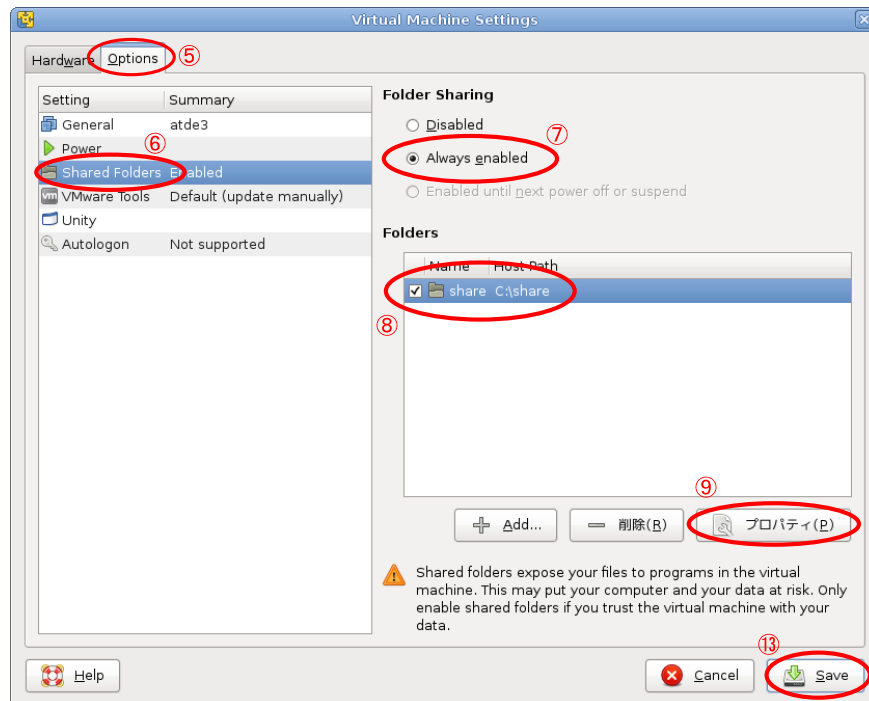 Virtual Machine Settings
Hardware Options ⑤
Setting Summary
General atde3
Power ⑥
Shared Folders Enabled
VMware Tools Default (update manually)
Unity
Autologon Not supported
Folder Sharing
Disabled
⑦
Always enabled
Enabled until next power off or suspend
Folders
Name Host Path
share C:\share
⑧
⑨
Add... 削除(R) プロパティ(P)
Shared folders expose your files to programs in the virtual
machine. This may put your computer and your data at risk. Only
enable shared folders if you trust the virtual machine with your
data.
⑬
Help Cancel Save